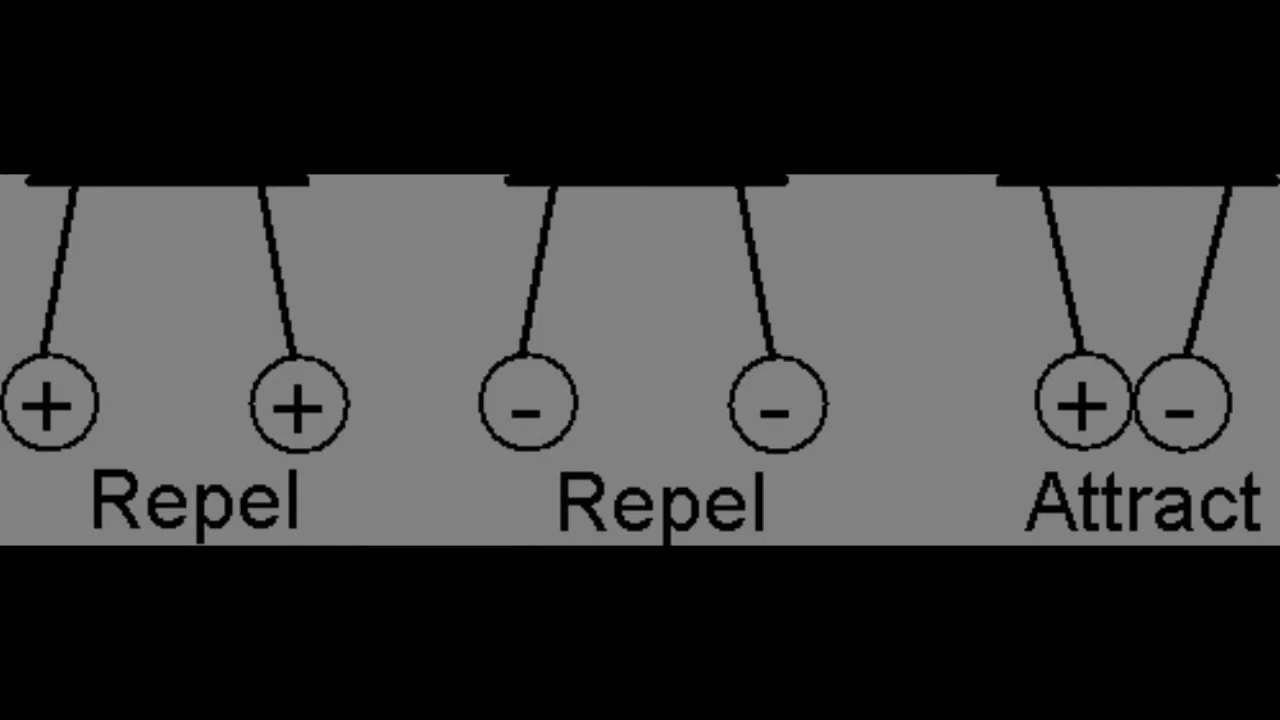 + + - - + -
Repel Repel Attract